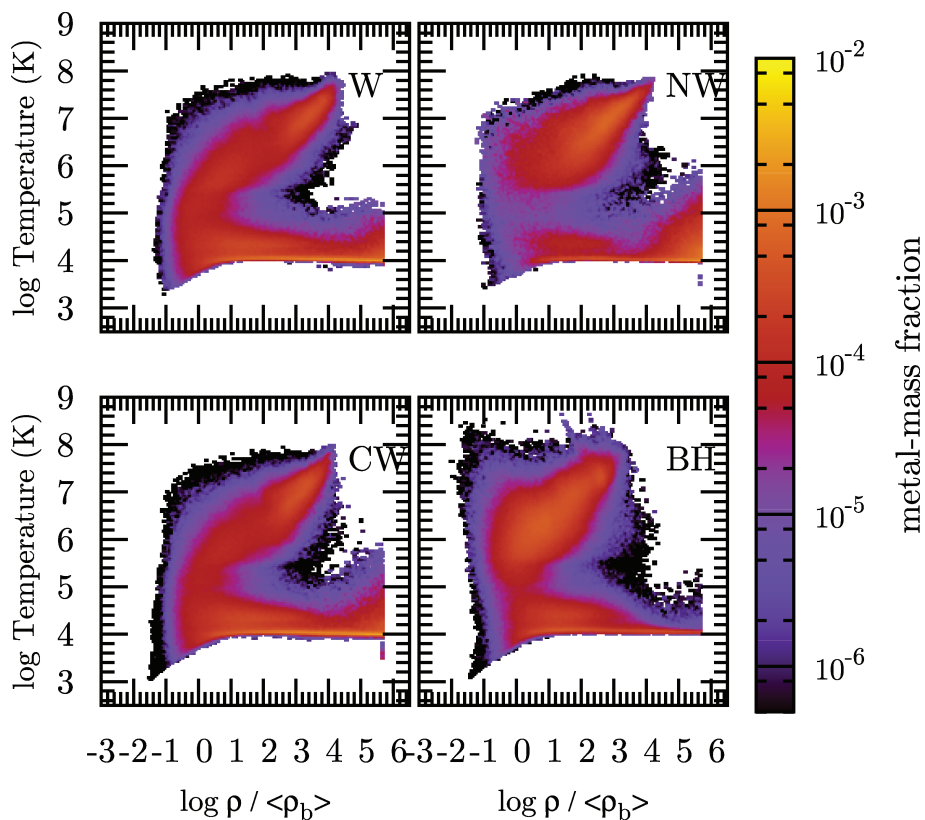 9
8
7
6
5
4
3
log Temperature (K)
W
NW
10⁻²
10⁻³
10⁻⁴
10⁻⁵
10⁻⁶
metal-mass fraction
9
8
7
6
5
4
3
log Temperature (K)
CW
BH
-3 -2 -1 0 1 2 3 4 5 6
-3 -2 -1 0 1 2 3 4 5 6
log ρ / <ρb>
log ρ / <ρb>